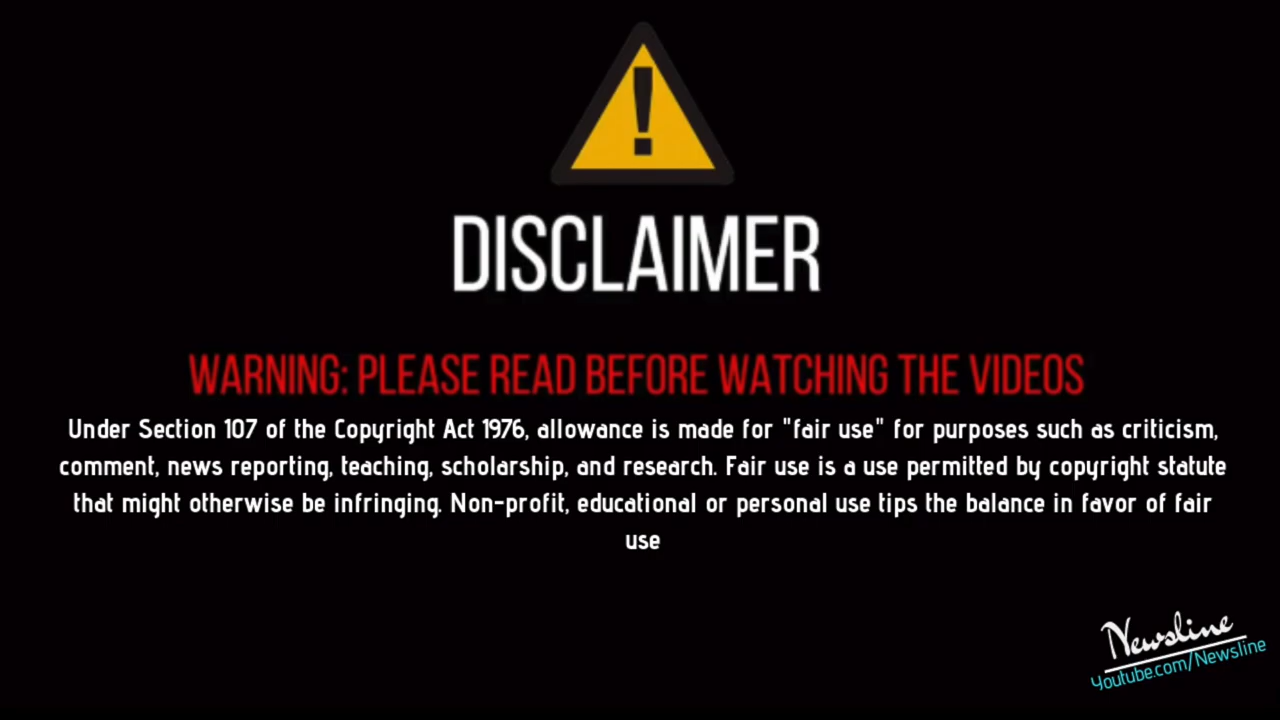 DISCLAIMER
WARNING: PLEASE READ BEFORE WATCHING THE VIDEOS
Under Section 107 of the Copyright Act 1976, allowance is made for "fair use" for purposes such as criticism,
comment, news reporting, teaching, scholarship, and research. Fair use is a use permitted by copyright statute
that might otherwise be infringing. Non-profit, educational or personal use tips the balance in favor of fair
use
Newsline
Youtube.com/Newsline